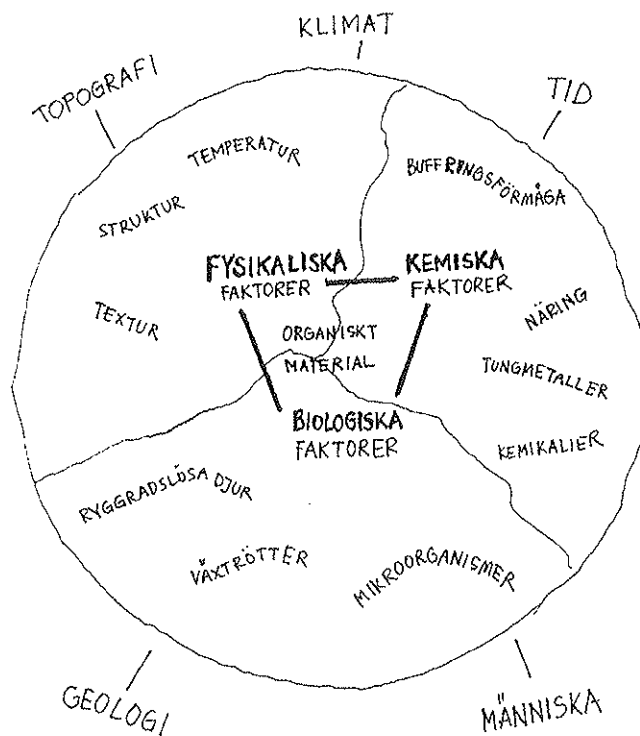 KLIMAT
TOPOGRAFI
TID
TEMPERATUR
STRUKTUR
TEXTUR
BUFFRINGSFÖRMÅGA
FYSIKALISKA
FAKTORER
KEMISKA
FAKTORER
NÄRING
TUNGMETALLER
KEMIKALIER
ORGANISKT
MATERIAL
BIOLOGISKA
FAKTORER
RYGGRADSLÖSA DJUR
VÄXTRÖTTER
MIKROORGANISMER
GEOLOGI
MÄNNISKA